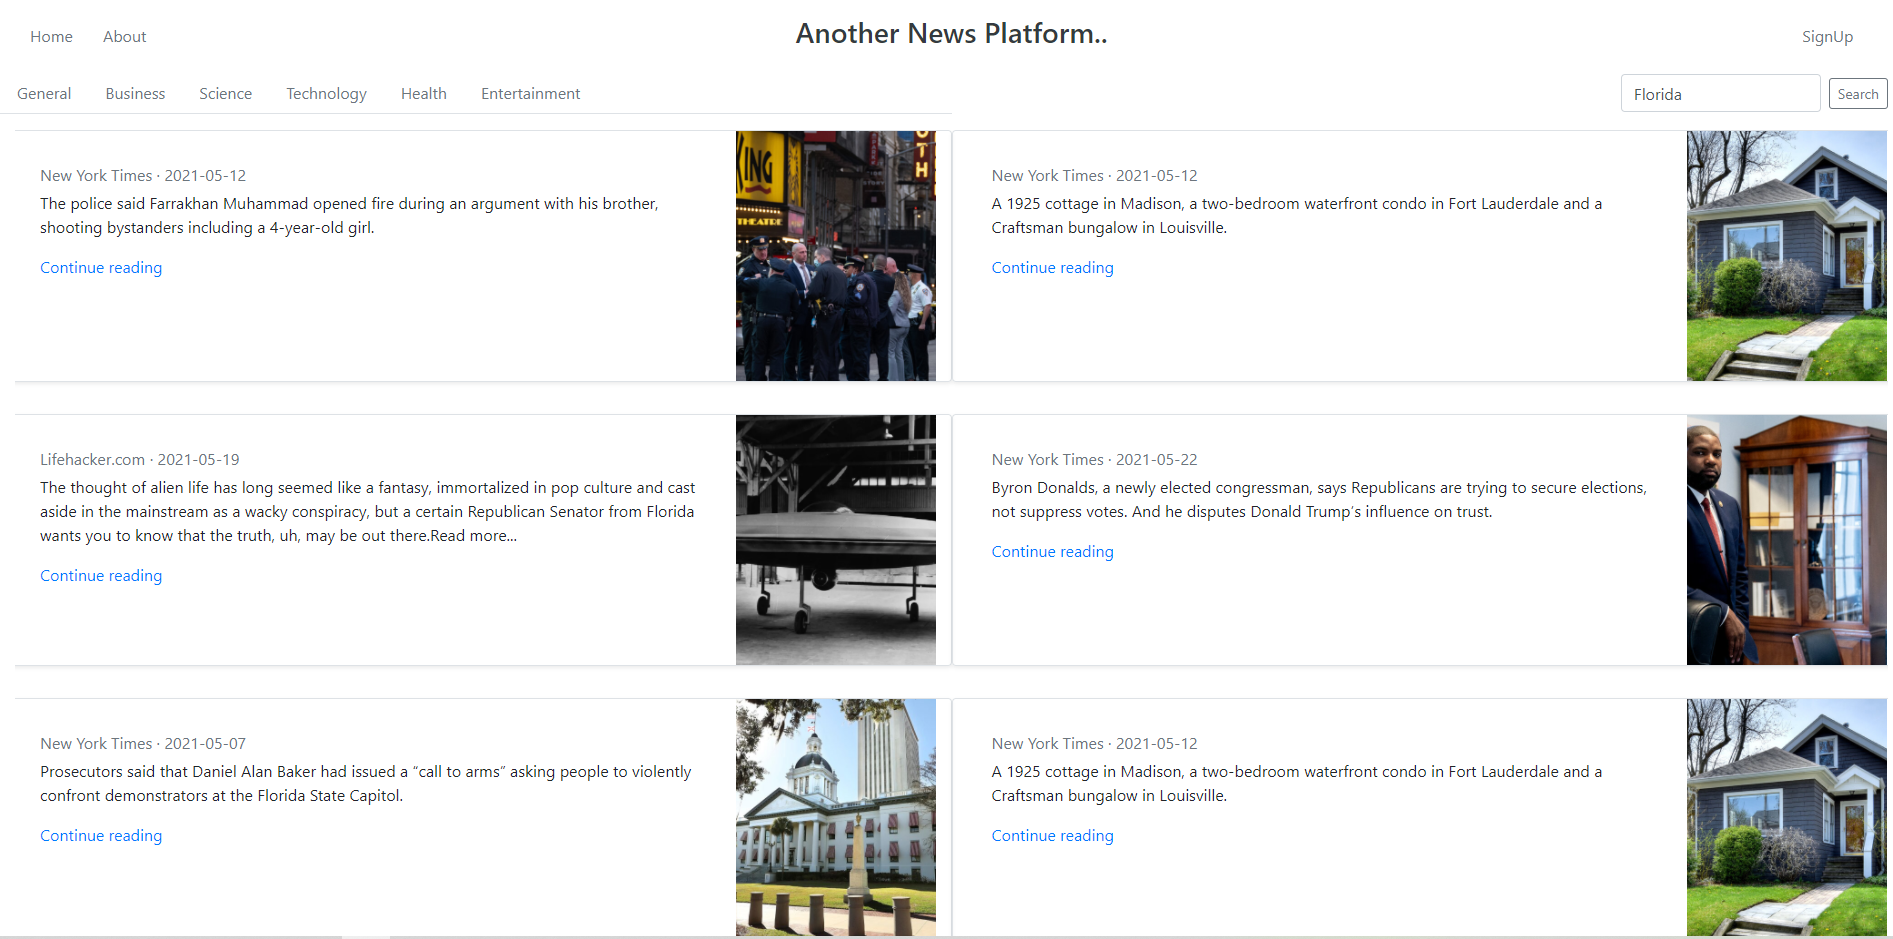 Home About Another News Platform.. SignUp
General Business Science Technology Health Entertainment Florida Search
New York Times · 2021-05-12
The police said Farrakhan Muhammad opened fire during an argument with his brother,
shooting bystanders including a 4-year-old girl.
Continue reading
KING
THEATRE
OTH
New York Times · 2021-05-12
A 1925 cottage in Madison, a two-bedroom waterfront condo in Fort Lauderdale and a
Craftsman bungalow in Louisville.
Continue reading
Lifehacker.com · 2021-05-19
The thought of alien life has long seemed like a fantasy, immortalized in pop culture and cast
aside in the mainstream as a wacky conspiracy, but a certain Republican Senator from Florida
wants you to know that the truth, uh, may be out there.Read more...
Continue reading
New York Times · 2021-05-22
Byron Donalds, a newly elected congressman, says Republicans are trying to secure elections,
not suppress votes. And he disputes Donald Trump’s influence on trust.
Continue reading
New York Times · 2021-05-07
Prosecutors said that Daniel Alan Baker had issued a “call to arms” asking people to violently
confront demonstrators at the Florida State Capitol.
Continue reading
New York Times · 2021-05-12
A 1925 cottage in Madison, a two-bedroom waterfront condo in Fort Lauderdale and a
Craftsman bungalow in Louisville.
Continue reading